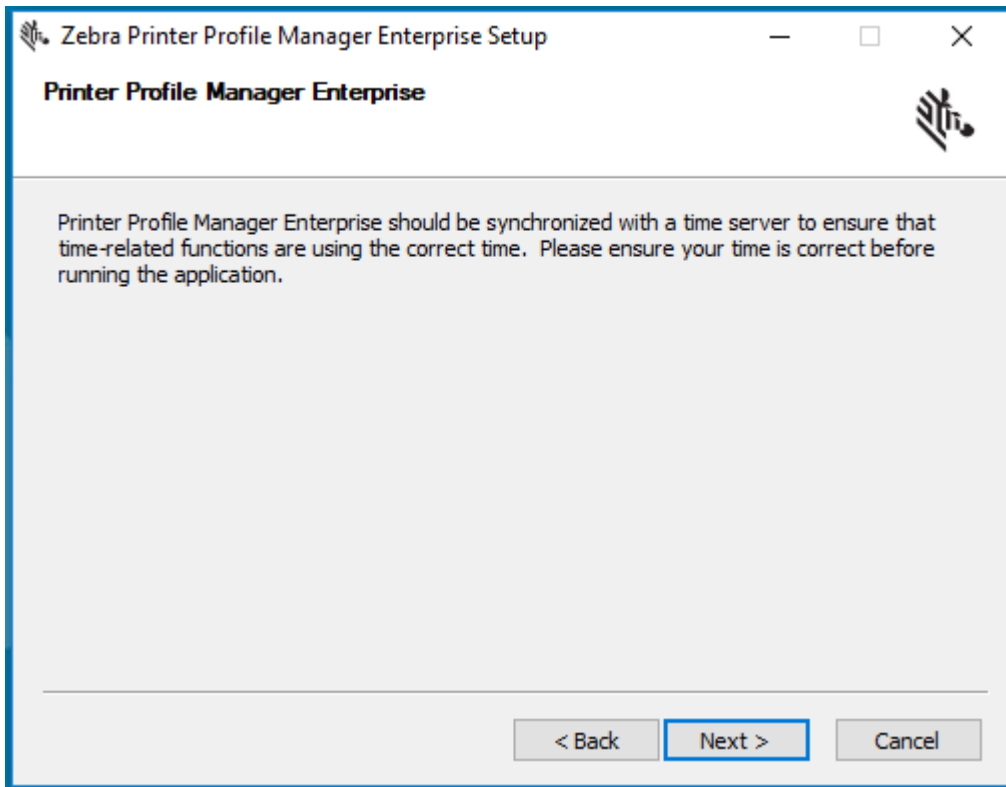 Zebra Printer Profile Manager Enterprise Setup
Printer Profile Manager Enterprise
Printer Profile Manager Enterprise should be synchronized with a time server to ensure that
time-related functions are using the correct time.  Please ensure your time is correct before
running the application.
< Back
Next >
Cancel